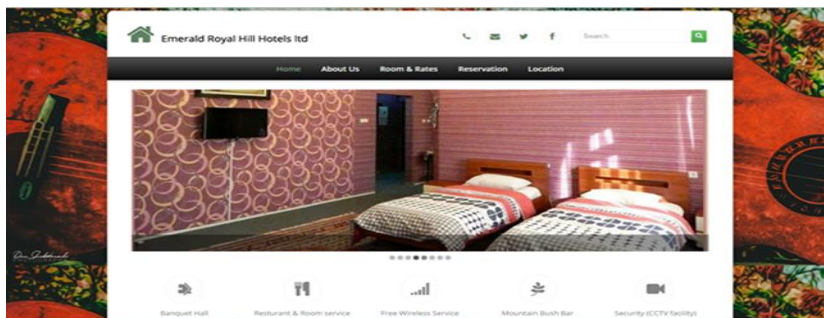 Emerald Royal Hill Hotels ltd
Search
Home About Us Room & Rates Reservation Location
Banquet Hall Resturant & Room service Free Wireless Service Mountain Bush Bar Security (CCTV facility)